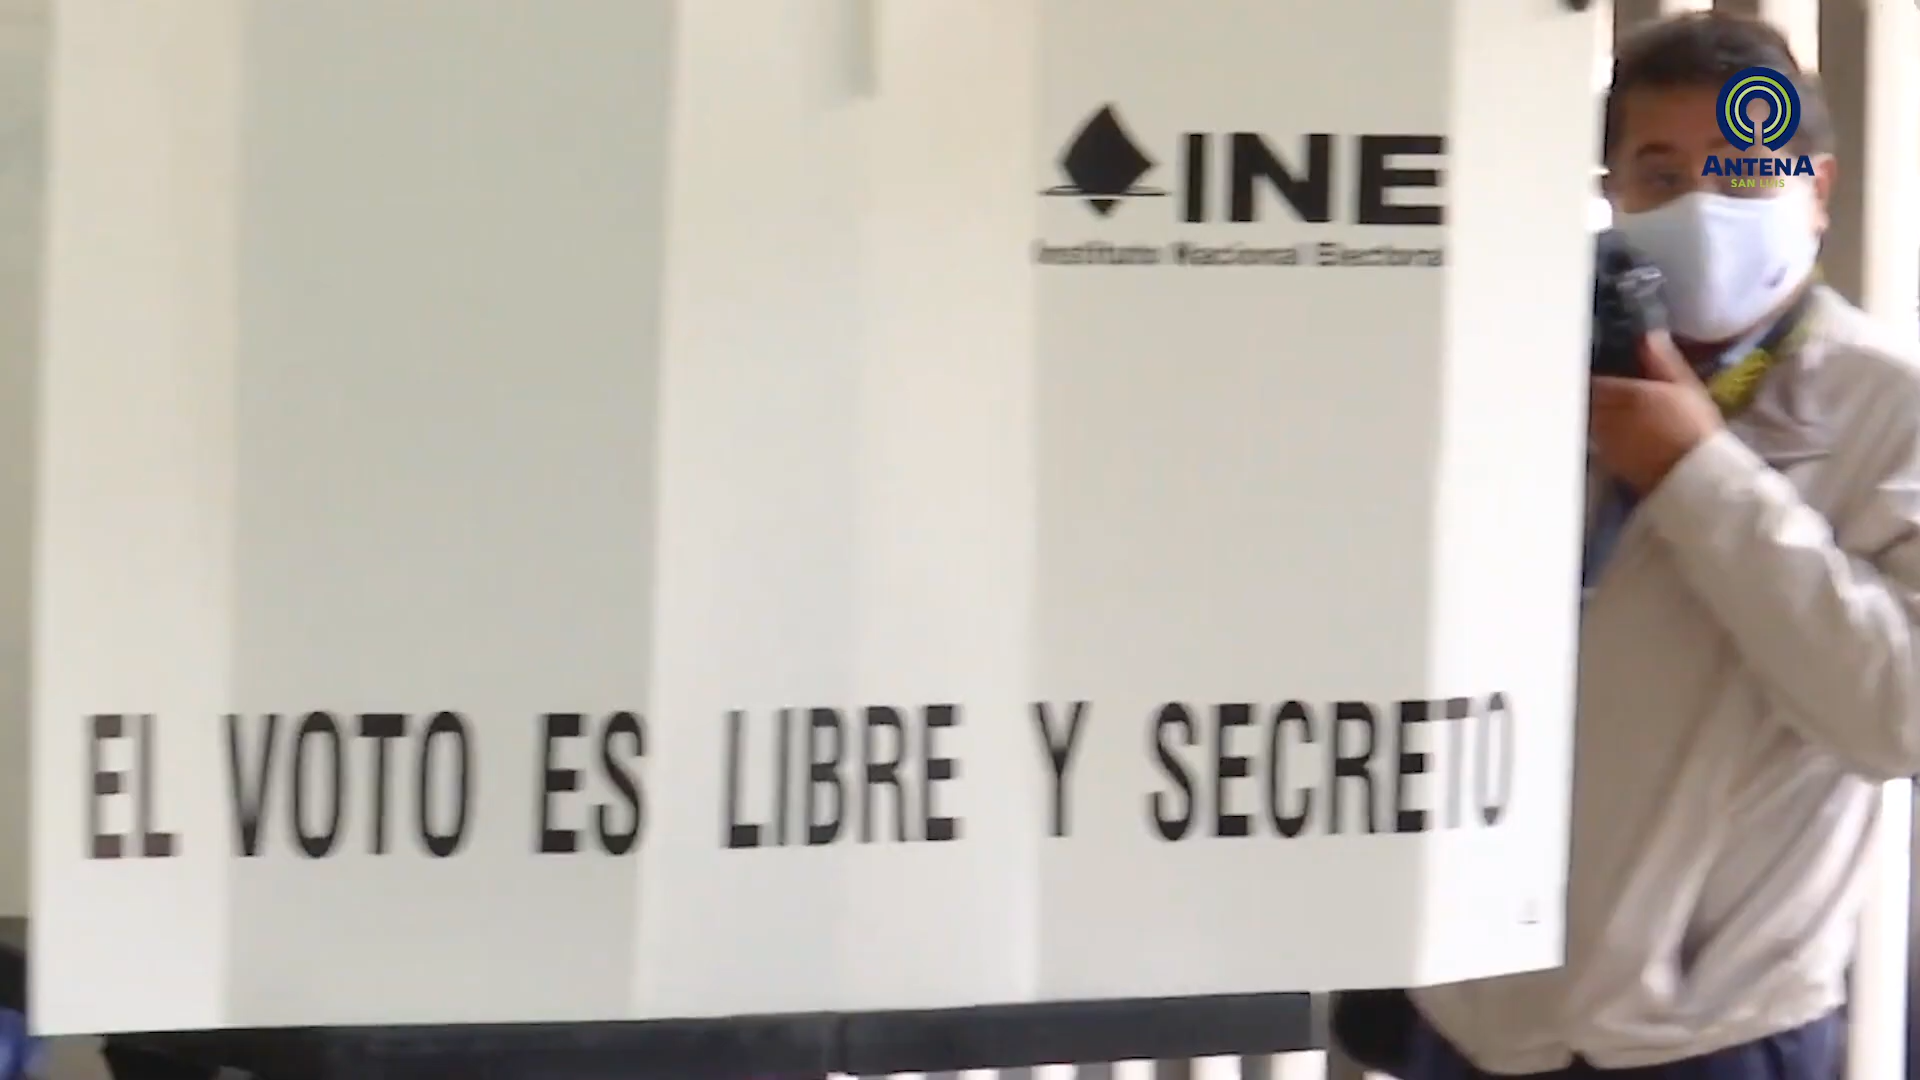 INE
Instituto Nacional Electoral
EL VOTO ES LIBRE Y SECRETO
ANTENA
SAN LUIS